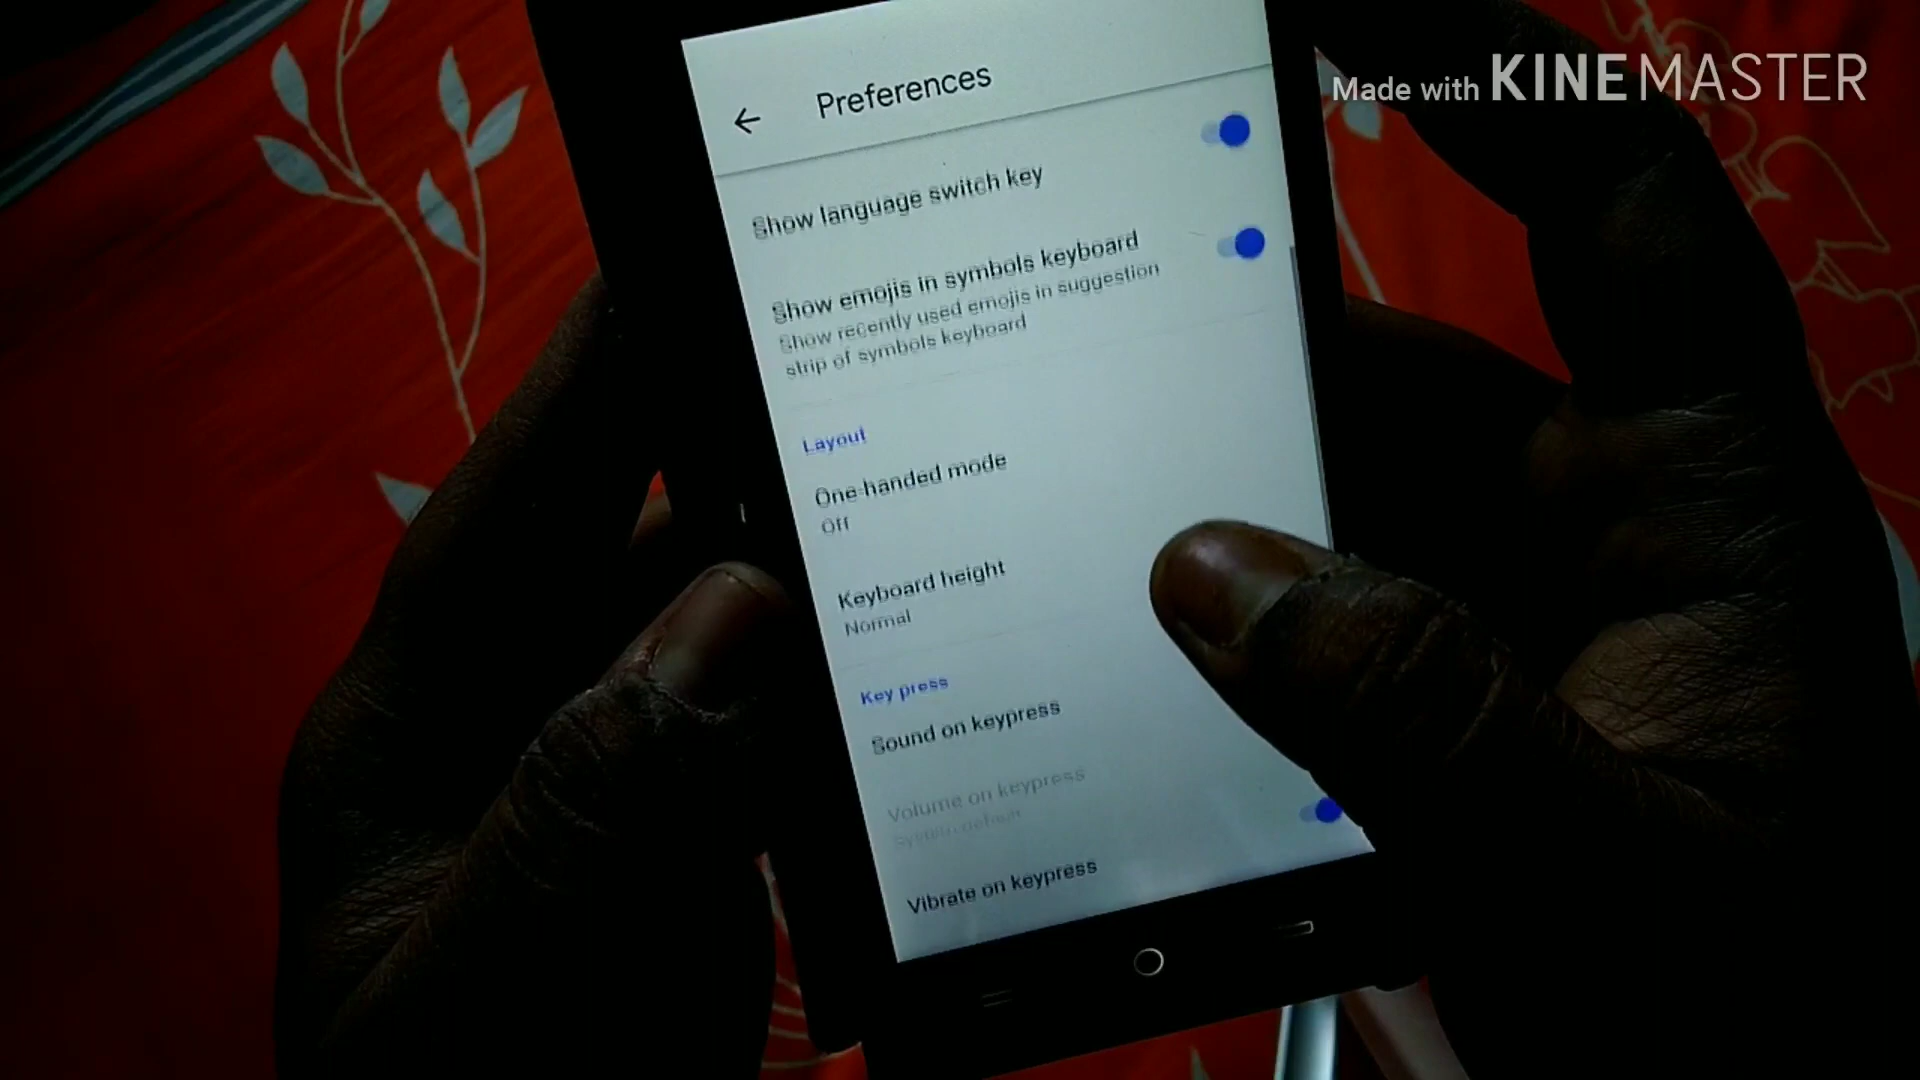 Made with KINEMASTER
Preferences
Show language switch key
Show emojis in symbols keyboard
Show recently used emojis in suggestion
strip of symbols keyboard
Layout
One-handed mode
Off
Keyboard height
Normal
Key press
Sound on keypress
Volume on keypress
System default
Vibrate on keypress